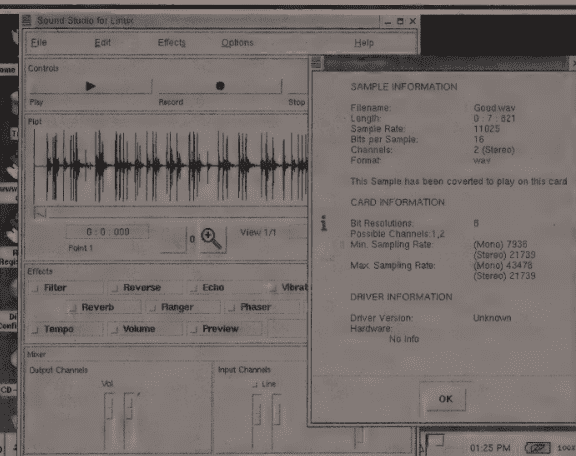 Sound Studio for Linux
File Edit Effects Options Help
Controls
Play Record Stop
Plot
0 : 0 : 000
Point 1
0
View 1/1
Effects
Filter Reverse Echo Vibrat
Reverb Flanger Phaser
Tempo Volume Preview
Mixer
Output Channels Input Channels
Vol Line
SAMPLE INFORMATION
Filename: Good wav
Length: 0 : 7 : 621
Sample Rate: 11025
Bits per Sample: 16
Channels: 2 (Stereo)
Format: wav
This Sample has been coverted to play on this card
CARD INFORMATION
Bit Resolutions: 8
Possible Channels:1,2
Min. Sampling Rate: (Mono) 7936
(Stereo) 21739
Max. Sampling Rate: (Mono) 43478
(Stereo) 21739
DRIVER INFORMATION
Driver Version: Unknown
Hardware:
No Info
OK
CD -
01:25 PM